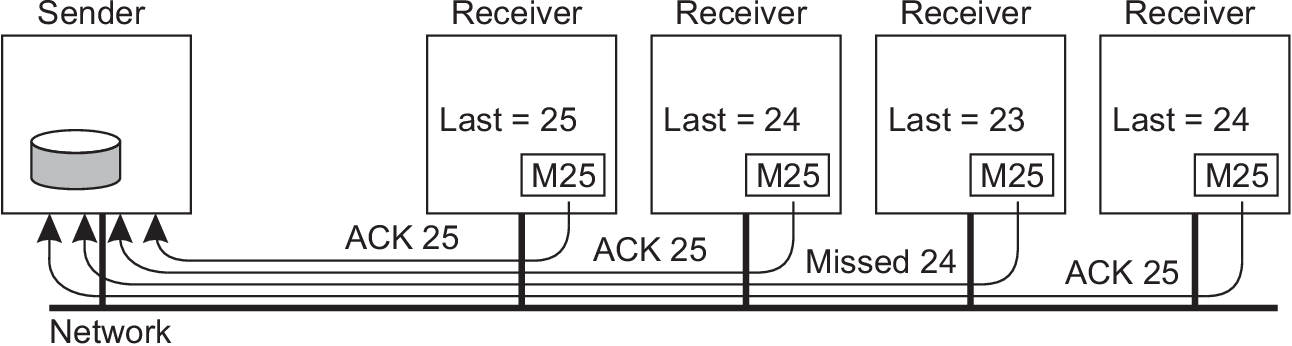 Sender
Receiver
Receiver
Receiver
Receiver
Last = 25
Last = 24
Last = 23
Last = 24
M25
M25
M25
M25
ACK 25
ACK 25
Missed 24
ACK 25
Network